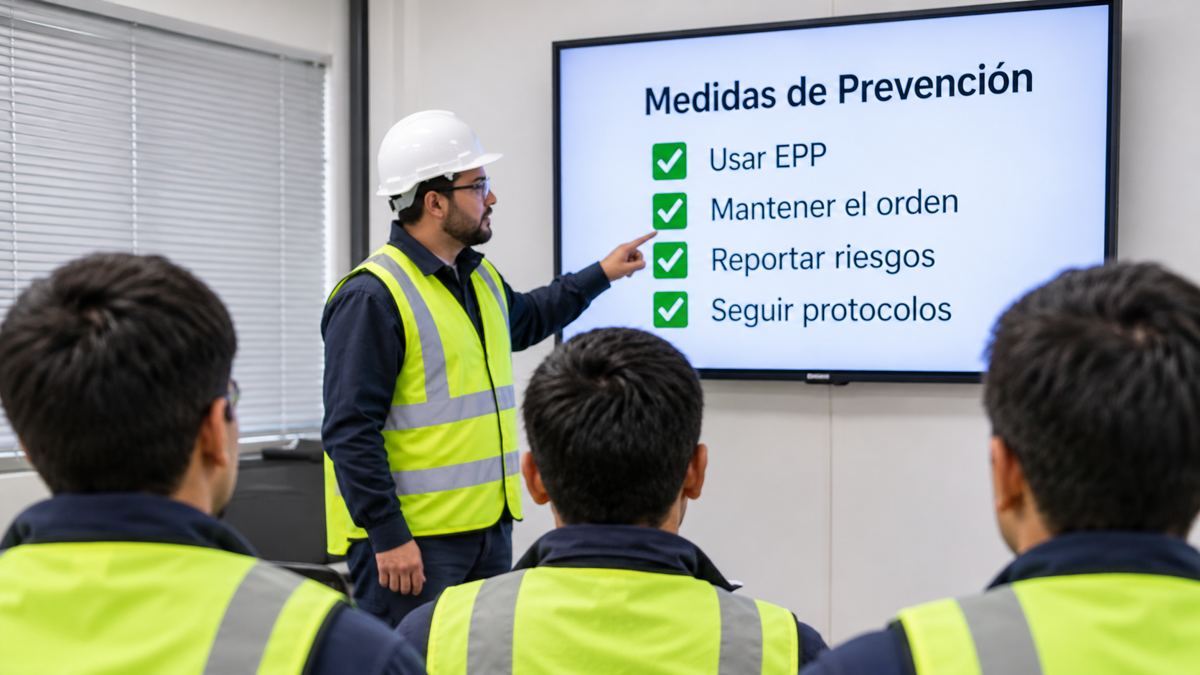 Medidas de Prevención
Usar EPP
Mantener el orden
Reportar riesgos
Seguir protocolos